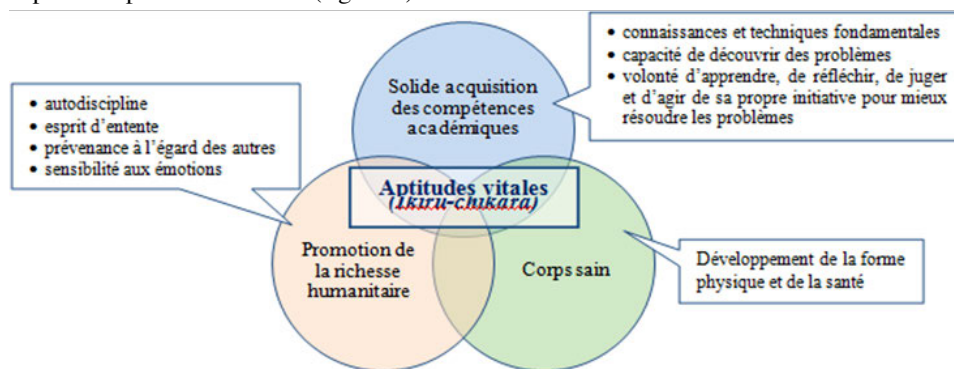 • connaissances et techniques fondamentales
• capacité de découvrir des problèmes
• volonté d’apprendre, de réfléchir, de juger
et d’agir de sa propre initiative pour mieux
résoudre les problèmes
Solide acquisition
des compétences
académiques
• autodiscipline
• esprit d’entente
• prévenance à l’égard des autres
• sensibilité aux émotions
Aptitudes vitales
(Ikiru-chikara)
Promotion de
la richesse
humanitaire
Corps sain
Développement de la forme
physique et de la santé